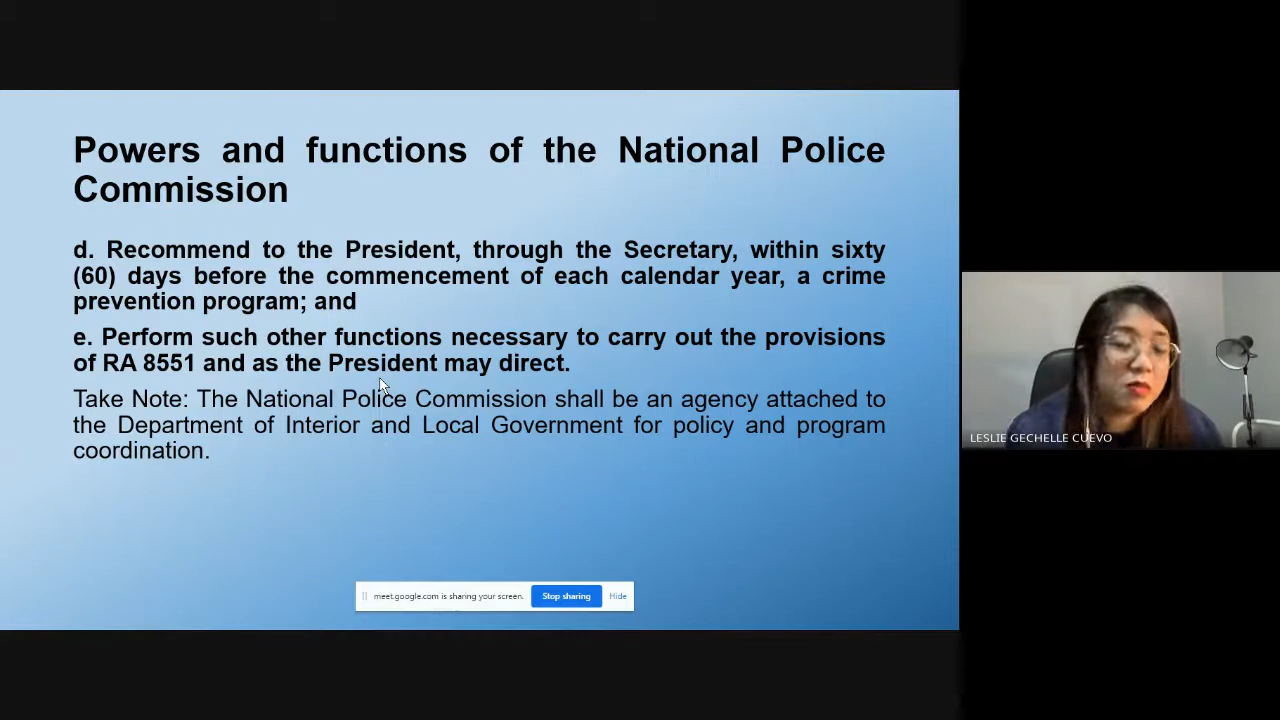 Powers and functions of the National Police
Commission
d. Recommend to the President, through the Secretary, within sixty
(60) days before the commencement of each calendar year, a crime
prevention program; and
e. Perform such other functions necessary to carry out the provisions
of RA 8551 and as the President may direct.
Take Note: The National Police Commission shall be an agency attached to
the Department of Interior and Local Government for policy and program
coordination.
meet.google.com is sharing your screen. Stop sharing Hide
LESLIE GECHELLE CUEVO